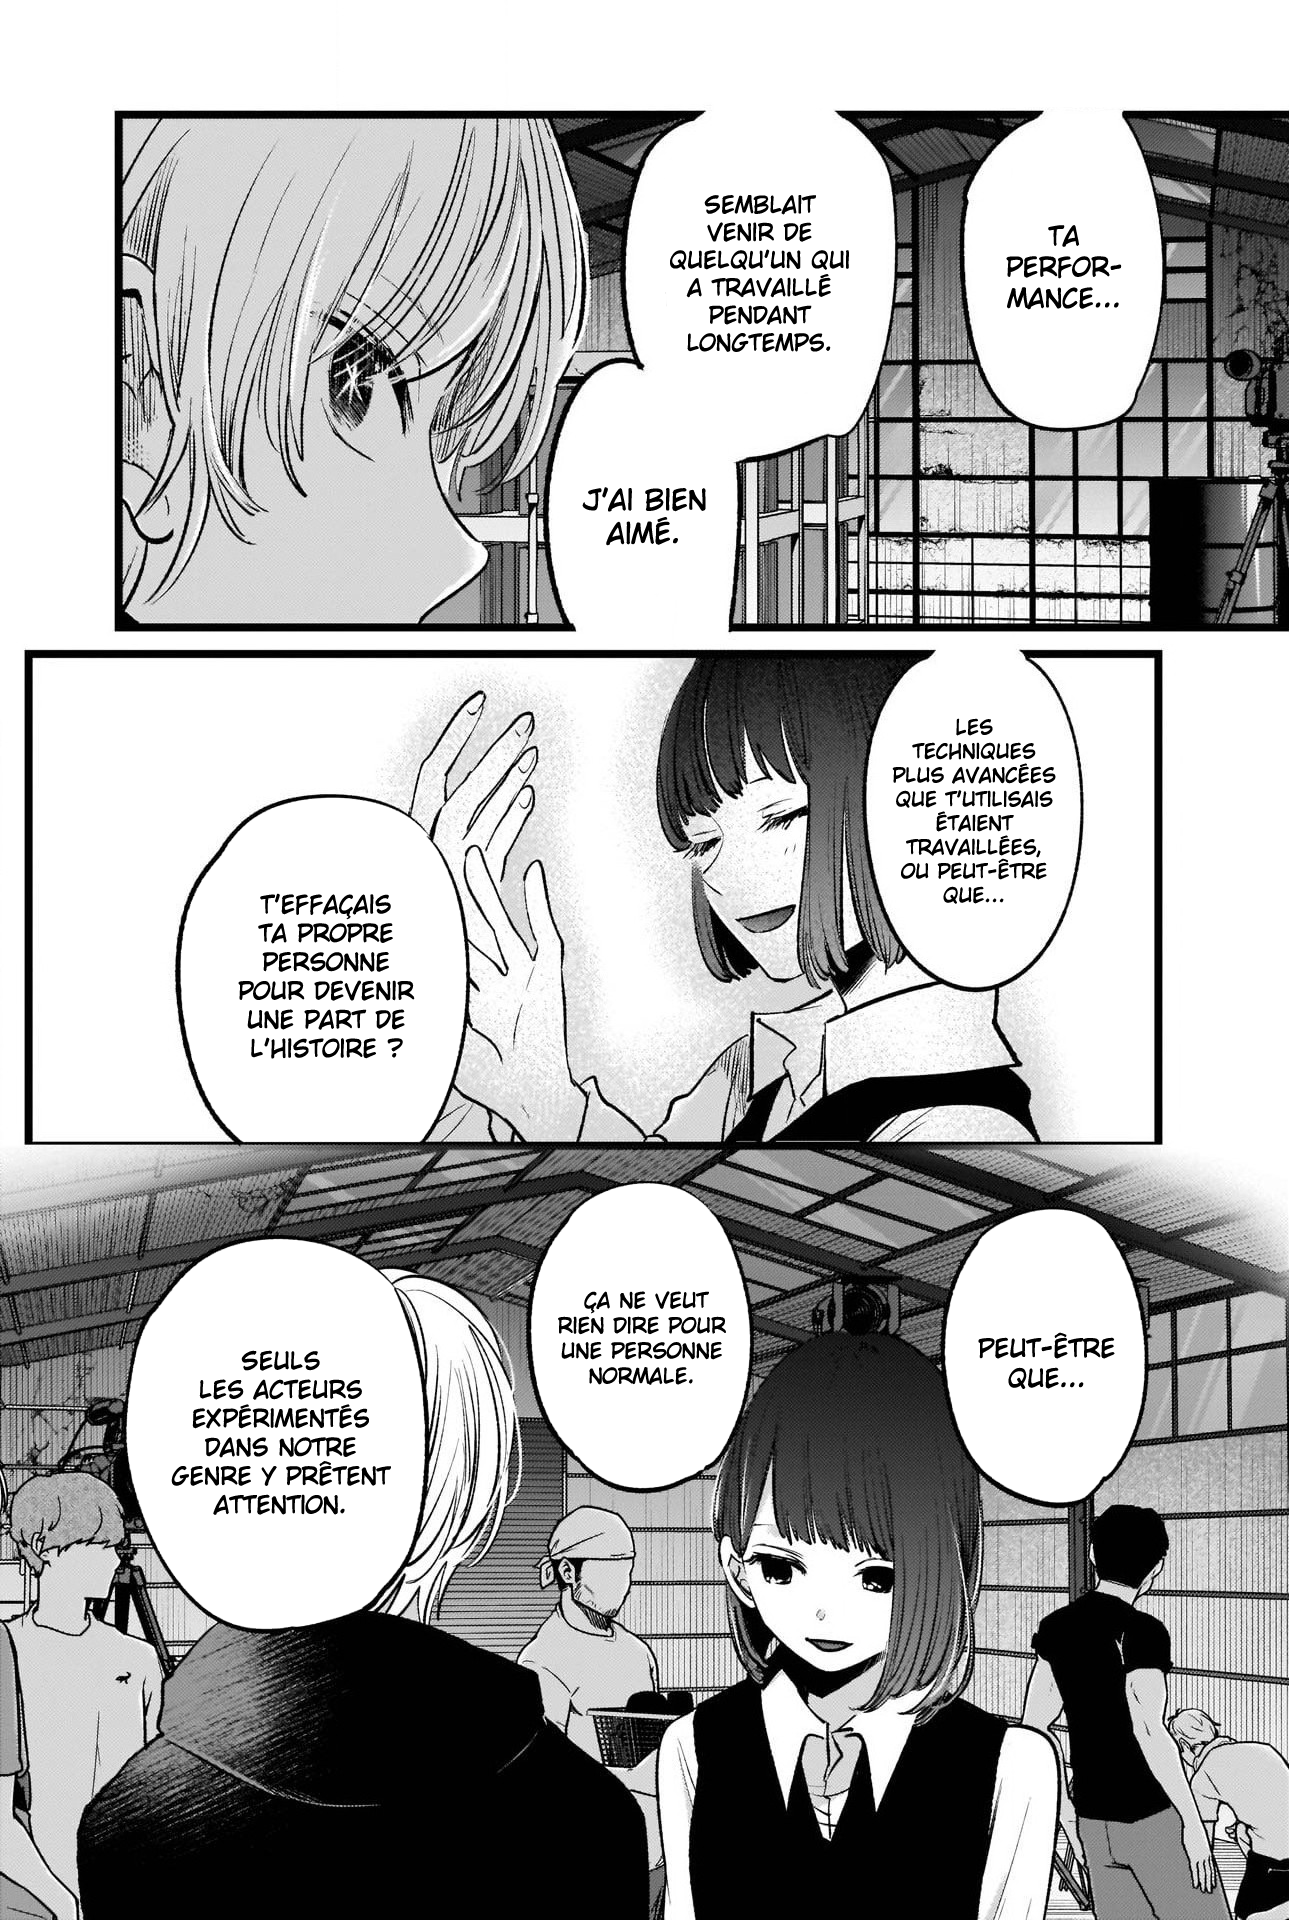 TA
PERFOR-
MANCE...
SEMBLAIT
VENIR DE
QUELQU'UN QUI
A TRAVAILLÉ
PENDANT
LONGTEMPS.
J'AI BIEN
AIMÉ.
LES
TECHNIQUES
PLUS AVANCÉES
QUE T'UTILISAIS
ÉTAIENT
TRAVAILLÉES,
OU PEUT-ÊTRE
QUE...
T'EFFAÇAIS
TA PROPRE
PERSONNE
POUR DEVENIR
UNE PART DE
L'HISTOIRE ?
PEUT-ÊTRE
QUE...
ÇA NE VEUT
RIEN DIRE POUR
UNE PERSONNE
NORMALE.
SEULS
LES ACTEURS
EXPÉRIMENTÉS
DANS NOTRE
GENRE Y PRÊTENT
ATTENTION.